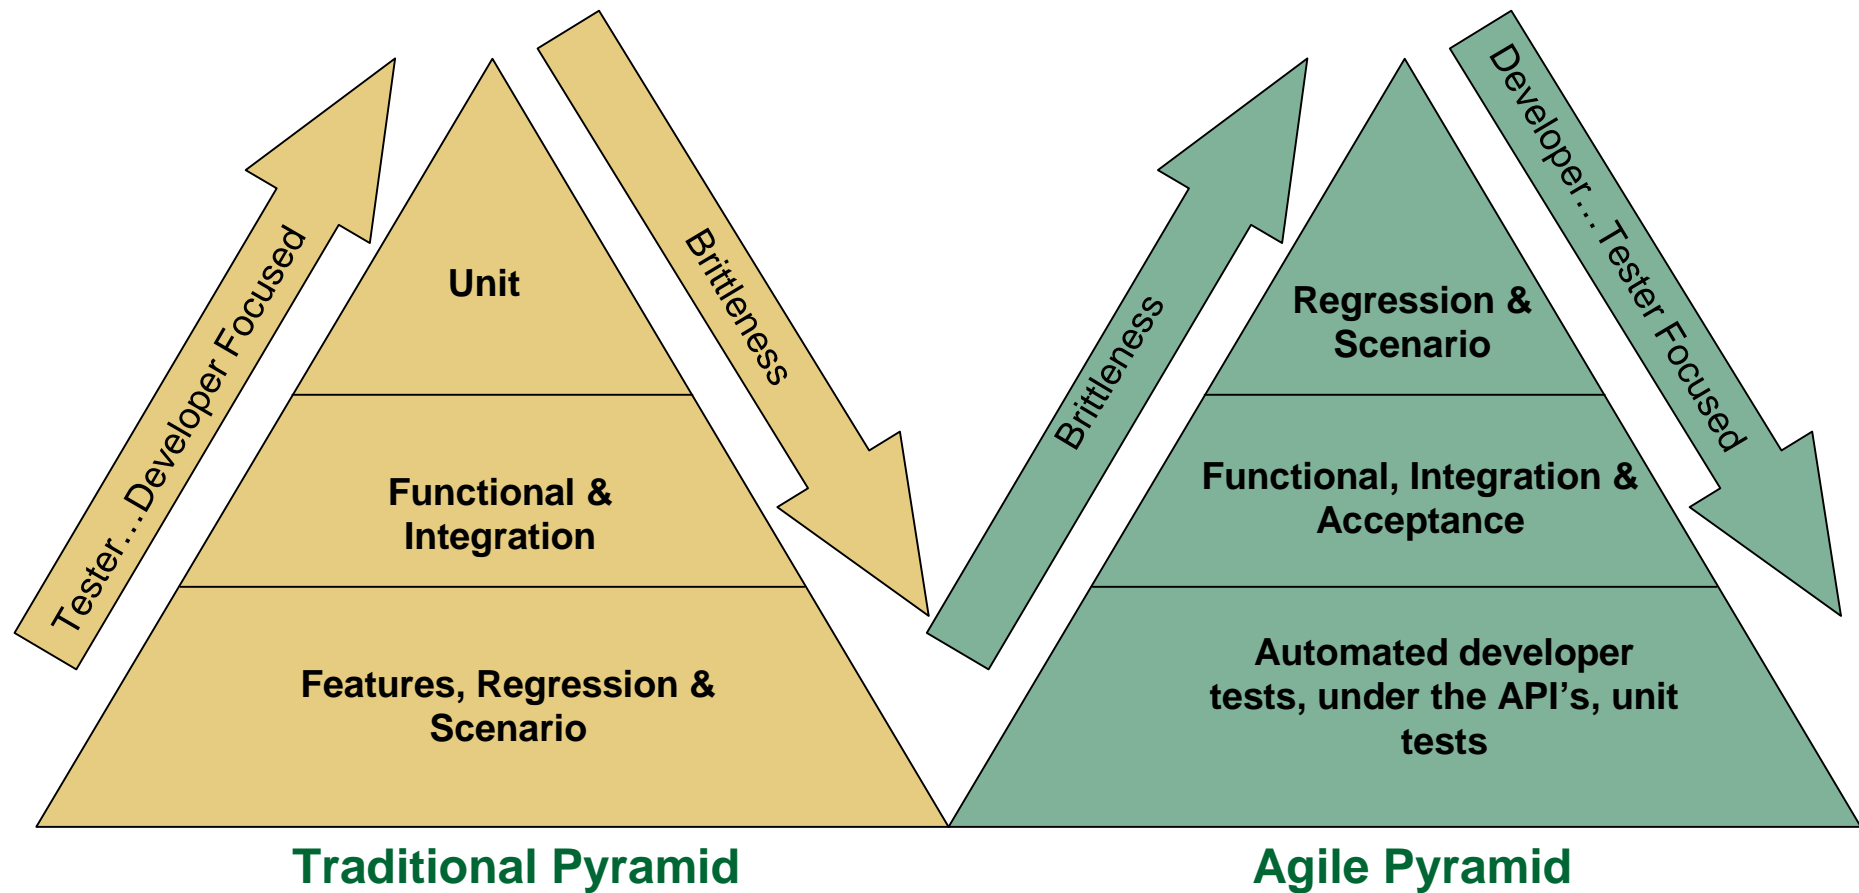 Tester…Developer Focused
Brittleness
Unit
Functional &
Integration
Features, Regression &
Scenario
Traditional Pyramid
Brittleness
Developer…Tester Focused
Regression &
Scenario
Functional, Integration &
Acceptance
Automated developer
tests, under the API’s, unit
tests
Agile Pyramid